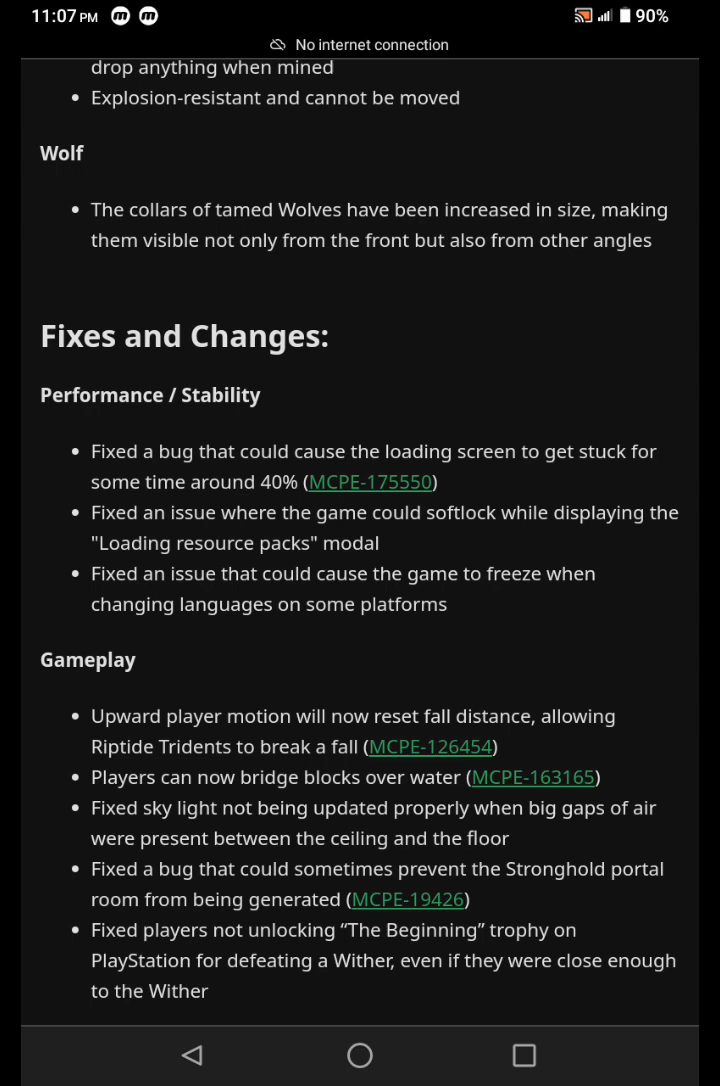 11:07 PM
90%
No internet connection
drop anything when mined
• Explosion-resistant and cannot be moved
Wolf
• The collars of tamed Wolves have been increased in size, making
them visible not only from the front but also from other angles
Fixes and Changes:
Performance / Stability
• Fixed a bug that could cause the loading screen to get stuck for
some time around 40% (MCPE-175550)
• Fixed an issue where the game could softlock while displaying the
"Loading resource packs" modal
• Fixed an issue that could cause the game to freeze when
changing languages on some platforms
Gameplay
• Upward player motion will now reset fall distance, allowing
Riptide Tridents to break a fall (MCPE-126454)
• Players can now bridge blocks over water (MCPE-163165)
• Fixed sky light not being updated properly when big gaps of air
were present between the ceiling and the floor
• Fixed a bug that could sometimes prevent the Stronghold portal
room from being generated (MCPE-19426)
• Fixed players not unlocking “The Beginning” trophy on
PlayStation for defeating a Wither, even if they were close enough
to the Wither